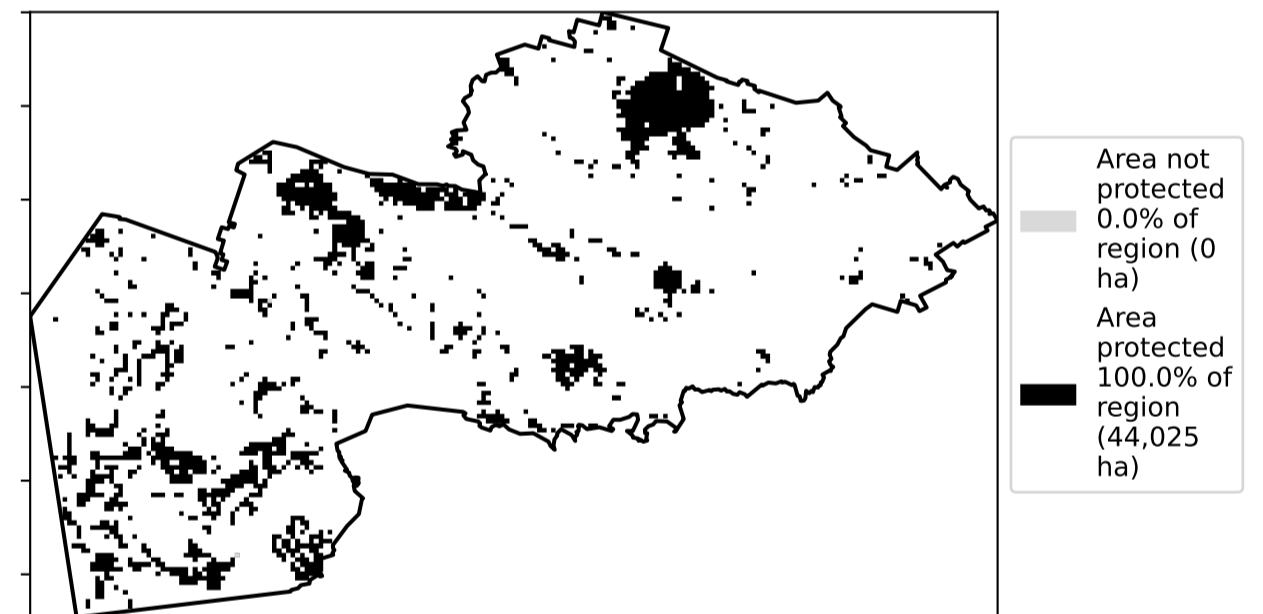 Area not
protected
0.0% of
region (0
ha)
Area
protected
100.0% of
region
(44,025
ha)